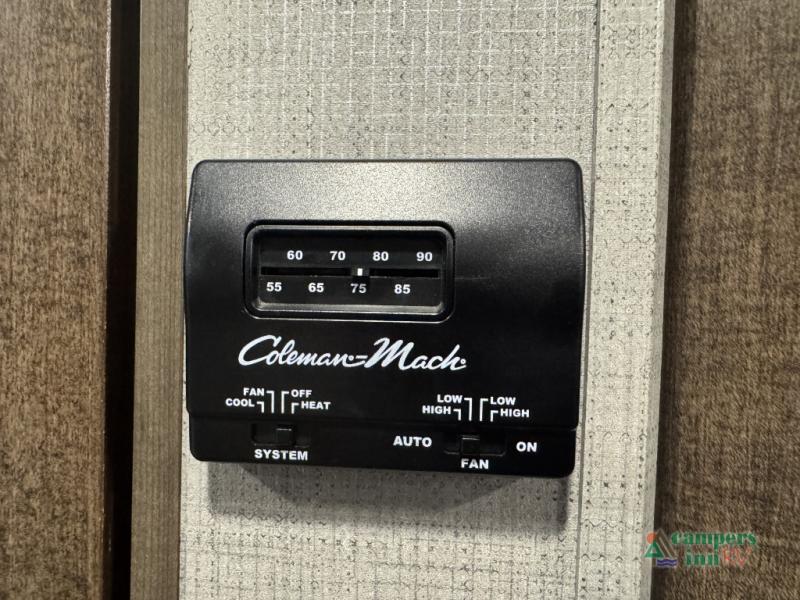 60 70 80 90
55 65 75 85
Coleman-Mach
FAN OFF
COOL HEAT
LOW LOW
HIGH HIGH
SYSTEM
AUTO ON
FAN
campers
inn RV